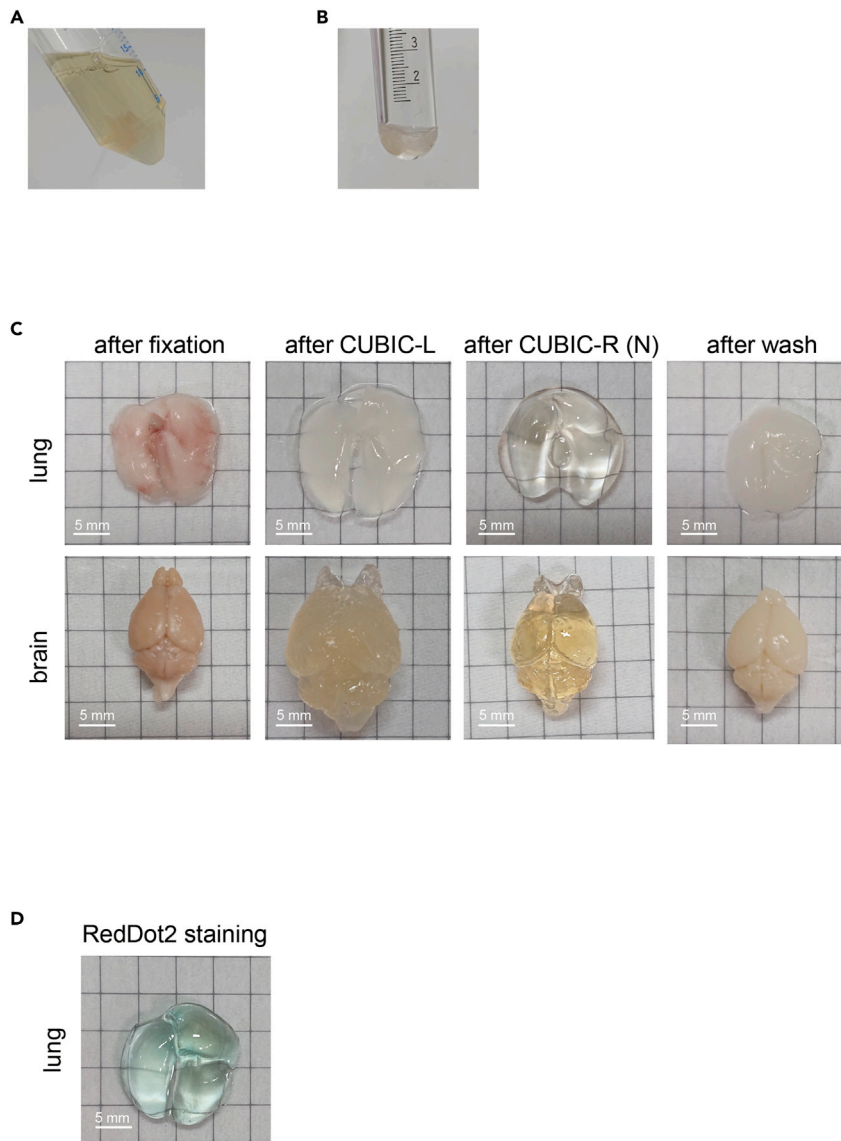 A
B
3
2
C
after fixation
after CUBIC-L
after CUBIC-R (N)
after wash
lung
5 mm
5 mm
5 mm
5 mm
brain
5 mm
5 mm
5 mm
5 mm
D
RedDot2 staining
lung
5 mm